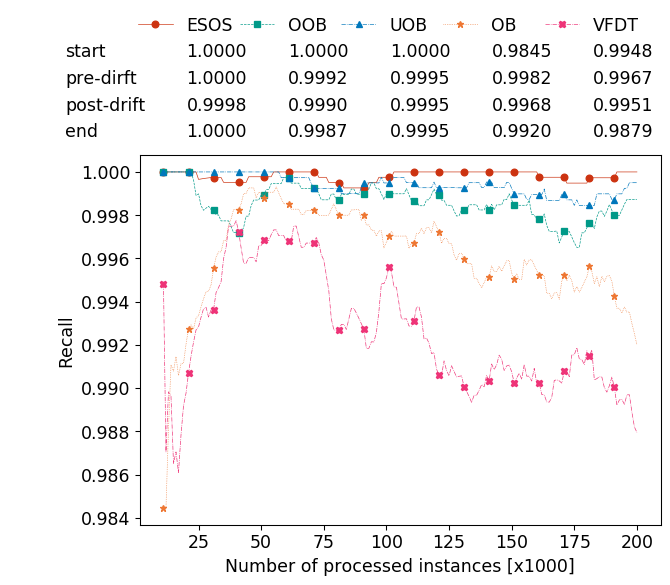 ESOS OOB UOB OB VFDT
start 1.0000 1.0000 1.0000 0.9845 0.9948
pre-dirft 1.0000 0.9992 0.9995 0.9982 0.9967
post-drift 0.9998 0.9990 0.9995 0.9968 0.9951
end 1.0000 0.9987 0.9995 0.9920 0.9879
1.000
0.998
0.996
0.994
0.992
0.990
0.988
0.986
0.984
Recall
25 50 75 100 125 150 175 200
Number of processed instances [x1000]